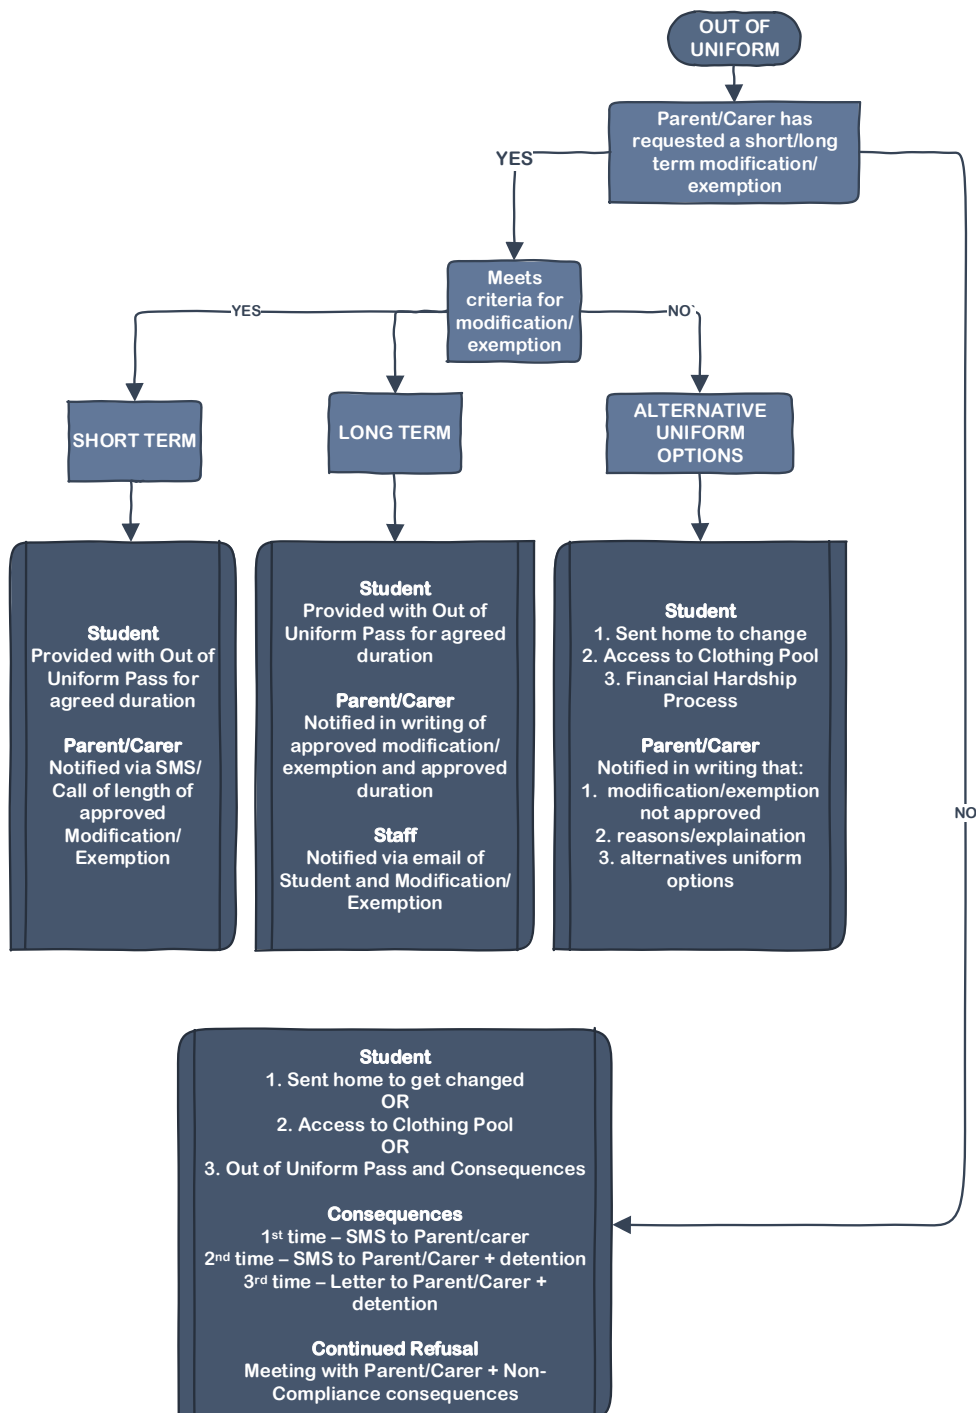 OUT OF
UNIFORM
Parent/Carer has
requested a short/long
term modification/
exemption
YES
Meets
criteria for
modification/
exemption
YES
NO
SHORT TERM
LONG TERM
ALTERNATIVE
UNIFORM
OPTIONS
Student
Provided with Out of
Uniform Pass for
agreed duration
Parent/Carer
Notified via SMS/
Call of length of
approved
Modification/
Exemption
Student
Provided with Out of
Uniform Pass for agreed
duration
Parent/Carer
Notified in writing of
approved modification/
exemption and approved
duration
Staff
Notified via email of
Student and Modification/
Exemption
Student
1. Sent home to change
2. Access to Clothing Pool
3. Financial Hardship
Process
Parent/Carer
Notified in writing that:
1. modification/exemption
not approved
2. reasons/explaination
3. alternatives uniform
options
NO
Student
1. Sent home to get changed
OR
2. Access to Clothing Pool
OR
3. Out of Uniform Pass and Consequences
Consequences
1st time – SMS to Parent/carer
2nd time – SMS to Parent/Carer + detention
3rd time – Letter to Parent/Carer +
detention
Continued Refusal
Meeting with Parent/Carer + Non-
Compliance consequences